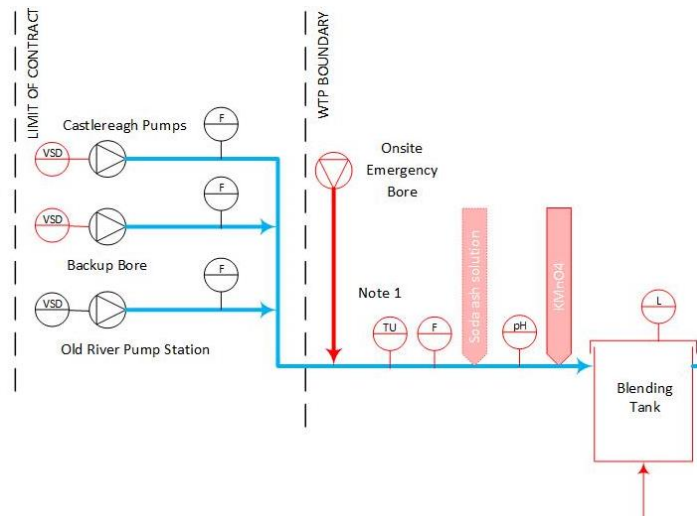 LIMIT OF CONTRACT
WTP BOUNDARY
Castlereagh Pumps
F
VSD
F
VSD
Backup Bore
F
VSD
Old River Pump Station
Onsite
Emergency
Bore
Note 1
TU
F
Soda ash solution
pH
KMnO4
L
Blending
Tank